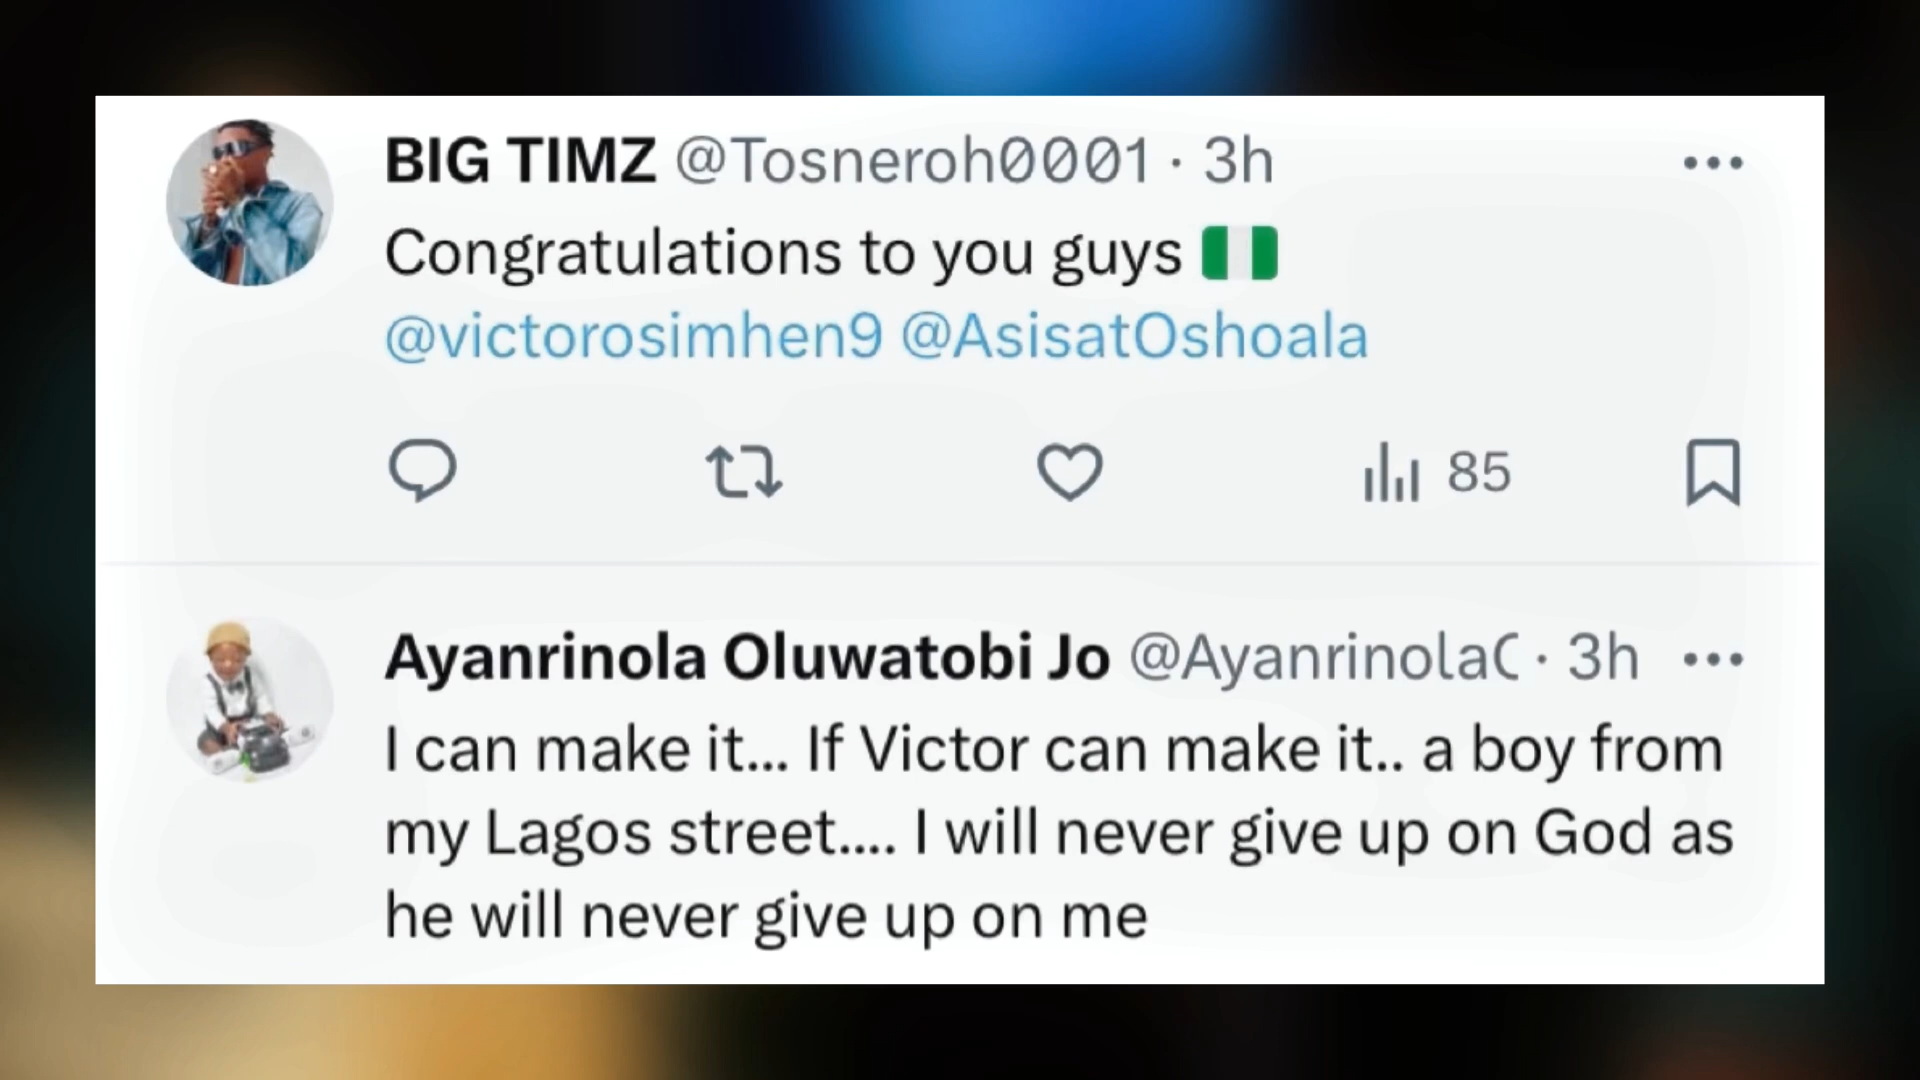 BIG TIMZ @Tosneroh0001 · 3h
Congratulations to you guys 🇳🇬
@victorosimhen9 @AsisatOshoala
85
Ayanrinola Oluwatobi Jo @AyanrinolaO · 3h
I can make it... If Victor can make it.. a boy from
my Lagos street.... I will never give up on God as
he will never give up on me